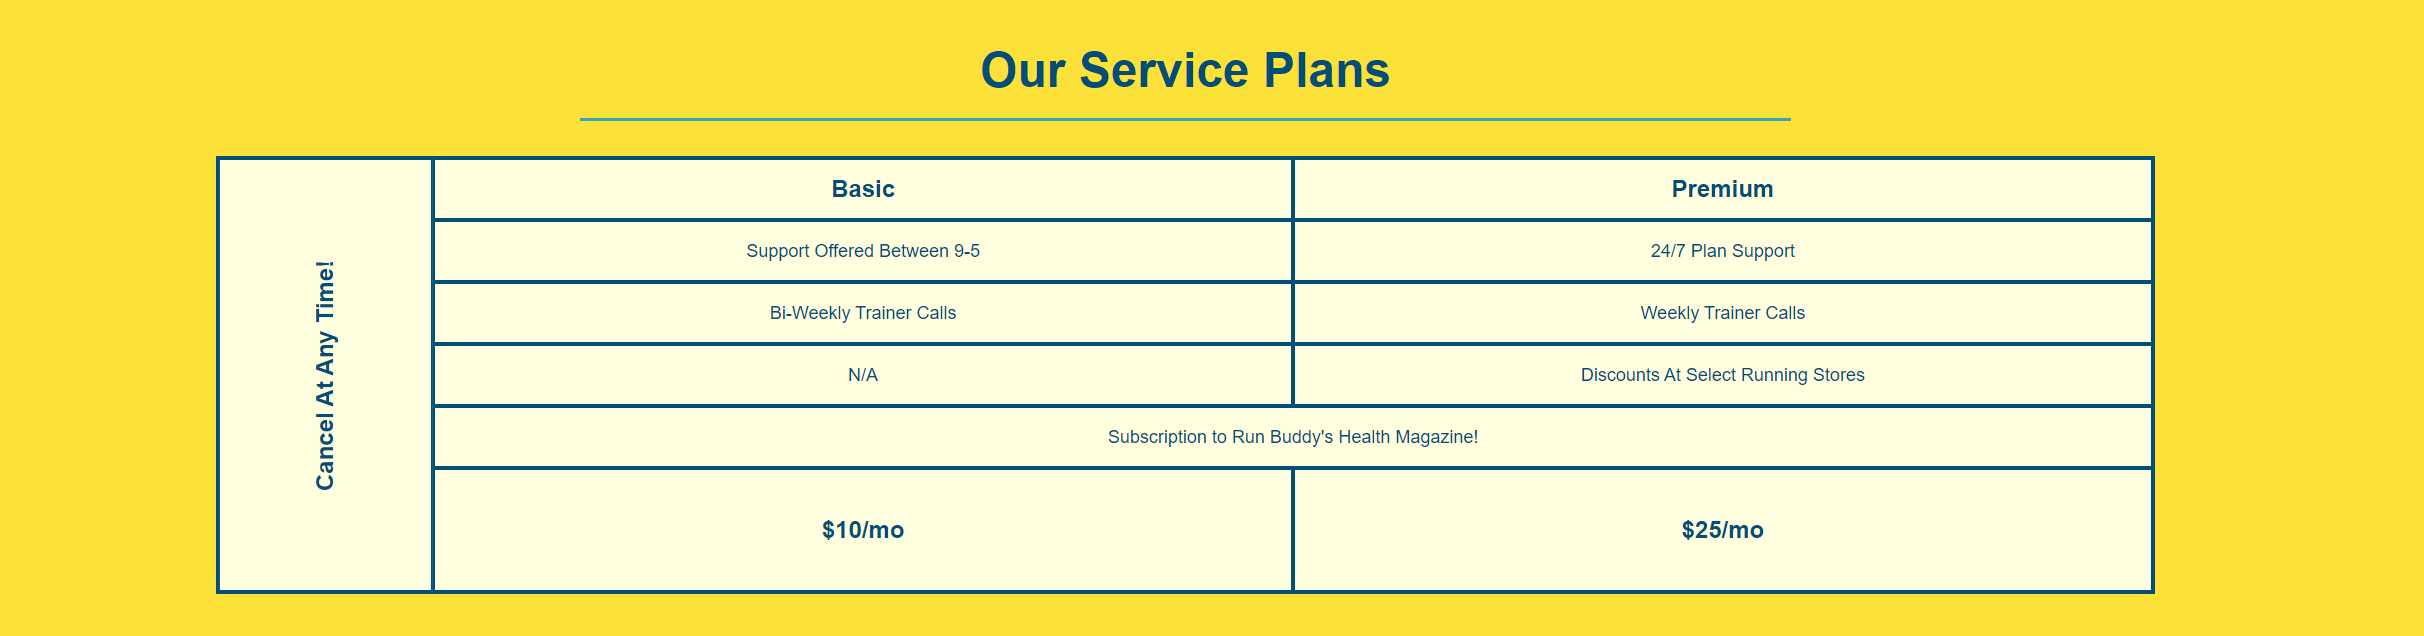 Our Service Plans
Cancel At Any Time!
Basic
Premium
Support Offered Between 9-5
24/7 Plan Support
Bi-Weekly Trainer Calls
Weekly Trainer Calls
N/A
Discounts At Select Running Stores
Subscription to Run Buddy's Health Magazine!
$10/mo
$25/mo